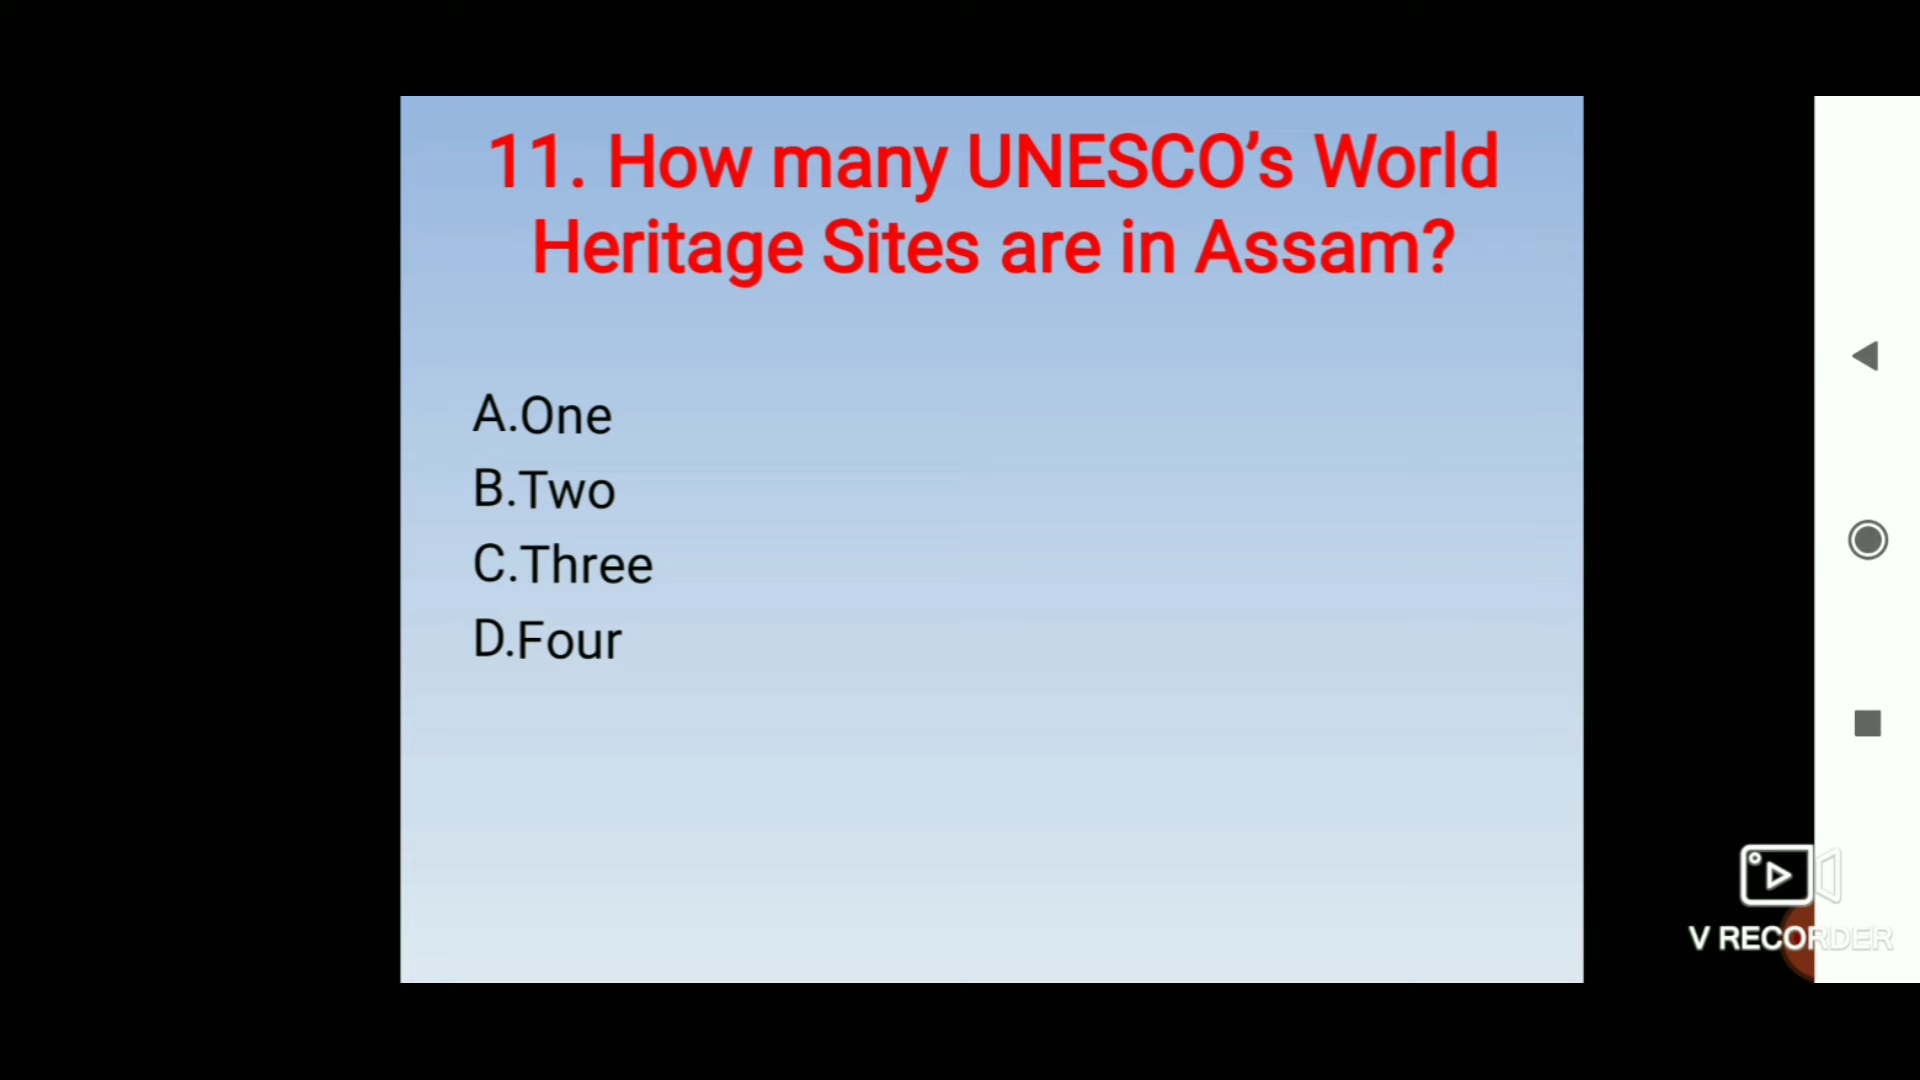 11. How many UNESCO’s World
Heritage Sites are in Assam?
A.One
B.Two
C.Three
D.Four
V RECORDER